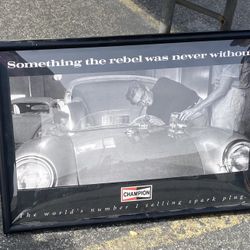 Something the rebel was never without
CHAMPION
The world's number 1 selling spark plug.